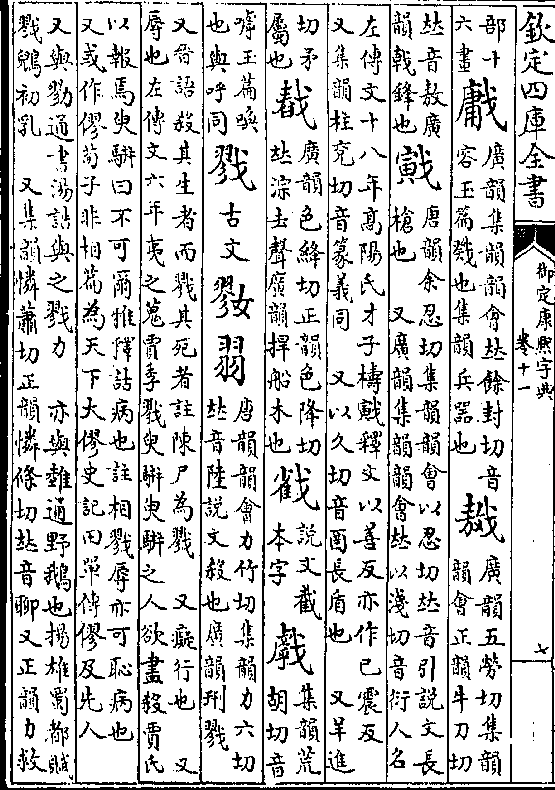 欽定四庫全書
御定康熙字典
卷十一
七
部十
六畫
廣韻集韻韻會𠀤餘封切音
容玉篇戣也集韻兵器也
廣韻五勞切集韻
韻會正韻牛刀切
𠀤音敖廣
韻戟鋒也
戭
唐韻余忍切集韻韻會以忍切𠀤音引說文長
槍也 又廣韻集韻韻會𠀤以淺切音衍人名
左傳文十八年高陽氏才子檮戭釋文以善反亦作已震反
又集韻柱兖切音篆義同 又以久切音酉長盾也 又羊進
切矛
屬也
廣韻色絳切正韻色降切
𠀤淙去聲廣韻捍船木也
說文截
本字
戯
集韻荒
胡切音
嘑玉篇喚
也與呼同
戮
古文
唐韻韻會力竹切集韻力六切
𠀤音陸說文殺也廣韻刑戮
又晉語殺其生者而戮其死者註陳尸為戮 又癡行也 又
辱也左傳文六年夷之蒐賈季戮臾駢臾駢之人欲盡殺賈氏
以報焉臾駢曰不可爾雅釋詁病也註相戮辱亦可恥病也
又或作僇荀子非相篇為天下大僇史記田單傳僇及先人
又與勠通書湯誥與之戮力 亦與 通野鵝也揚雄蜀都賦
戮鶂初乳 又集韻憐蕭切正韻憐條切𠀤音聊又正韻力救